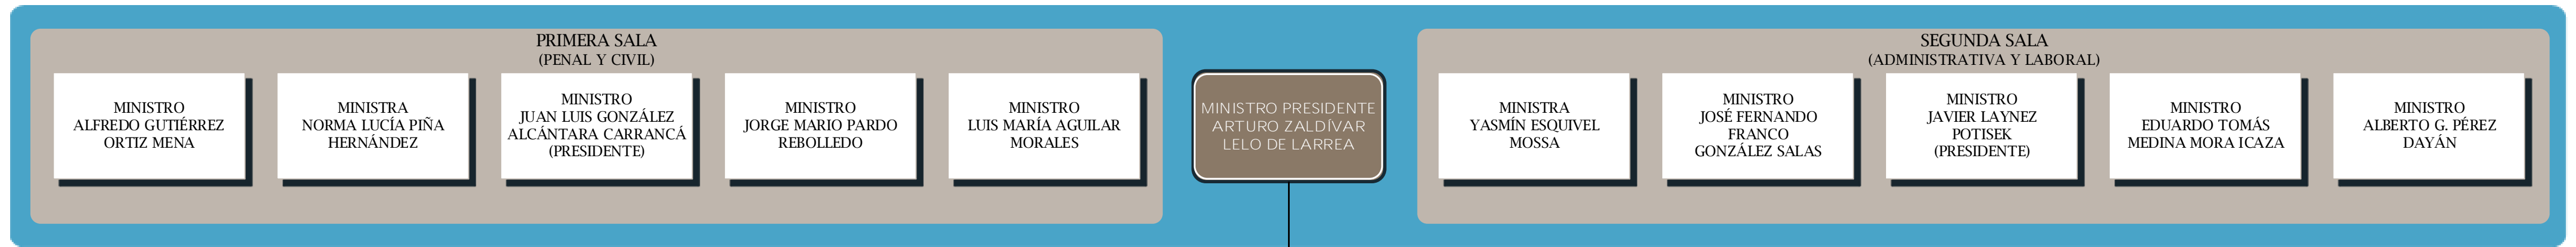 PRIMERA SALA
(PENAL Y CIVIL)
MINISTRO
ALFREDO GUTIÉRREZ
ORTIZ MENA
MINISTRA
NORMA LUCÍA PIÑA
HERNÁNDEZ
MINISTRO
JUAN LUIS GONZÁLEZ
ALCÁNTARA CARRANCÁ
(PRESIDENTE)
MINISTRO
JORGE MARIO PARDO
REBOLLEDO
MINISTRO
LUIS MARÍA AGUILAR
MORALES
MINISTRO PRESIDENTE
ARTURO ZALDÍVAR
LELO DE LARREA
SEGUNDA SALA
(ADMINISTRATIVA Y LABORAL)
MINISTRA
YASMÍN ESQUIVEL
MOSSA
MINISTRO
JOSÉ FERNANDO
FRANCO
GONZÁLEZ SALAS
MINISTRO
JAVIER LAYNEZ
POTISEK
(PRESIDENTE)
MINISTRO
EDUARDO TOMÁS
MEDINA MORA ICAZA
MINISTRO
ALBERTO G. PÉREZ
DAYÁN